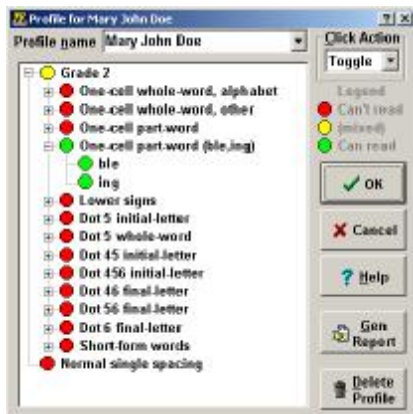 Profile for Mary John Doe
Profile name Mary John Doe
Click Action
Toggle
Grade 2
One-cell whole-word, alphabet
One-cell whole-word, other
One-cell part-word
One-cell part-word (ble,ing)
ble
ing
Lower signs
Dot 5 initial-letter
Dot 5 whole-word
Dot 45 initial-letter
Dot 456 initial-letter
Dot 46 final-letter
Dot 56 final-letter
Dot 6 final-letter
Short-form words
Normal single spacing
Legend
Can't read
(mixed)
Can read
OK
Cancel
Help
Gen
Report
Delete
Profile